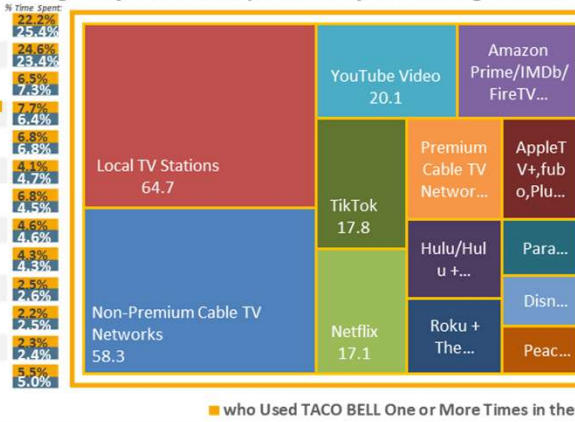 % Time Spent:
22.2%
25.4%
24.6%
23.4%
6.5%
7.3%
7.7%
6.4%
6.8%
6.8%
4.1%
4.7%
6.8%
4.5%
4.6%
4.6%
4.3%
4.3%
2.5%
2.6%
2.2%
2.5%
2.3%
2.4%
5.5%
5.0%
Local TV Stations
64.7
Non-Premium Cable TV
Networks
58.3
YouTube Video
20.1
Amazon
Prime/IMDb/
FireTV...
TikTok
17.8
Premium
Cable TV
Networ...
AppleT
V+,fub
o,Plu...
Netflix
17.1
Hulu/Hul
u +...
Para...
Roku +
The...
Disn...
Peac...
who Used TACO BELL One or More Times in the